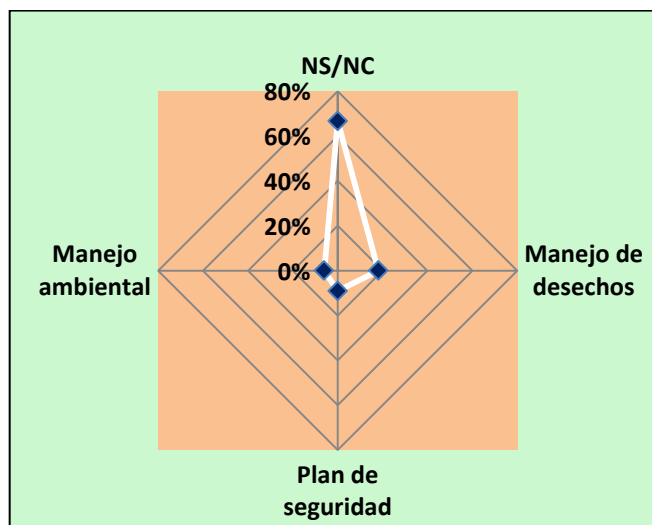 NS/NC
80%
60%
40%
20%
0%
Manejo
ambiental
Manejo de
desechos
Plan de
seguridad